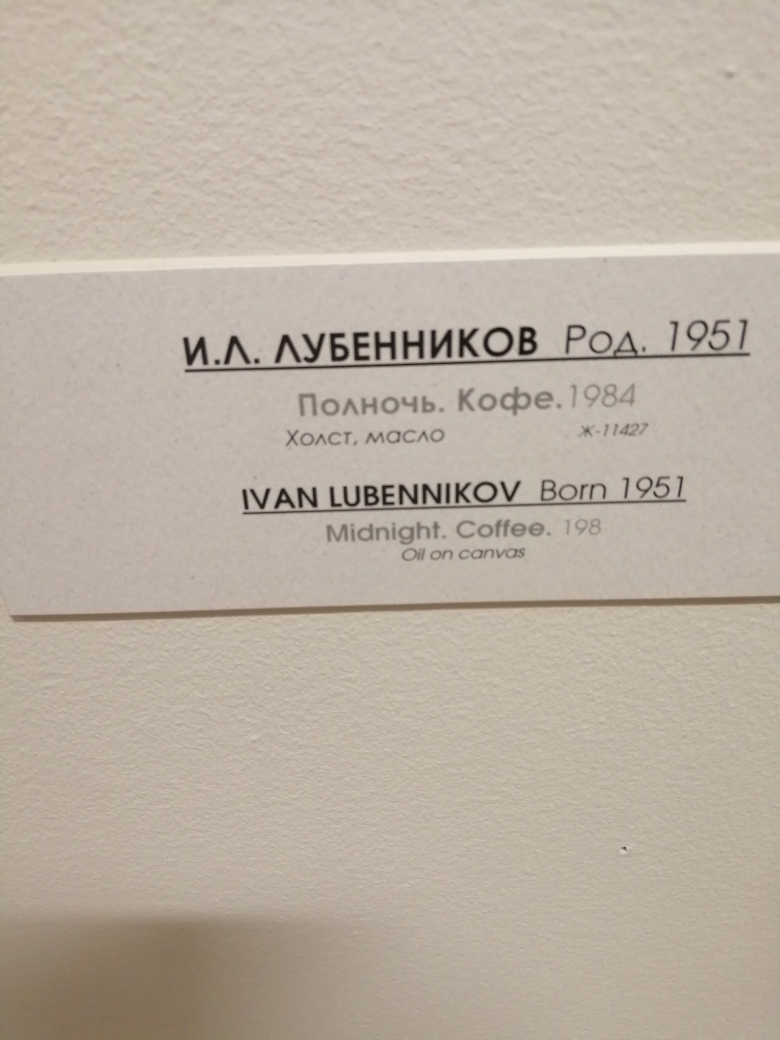 И.Л. ЛУБЕННИКОВ Род. 1951
Полночь. Кофе.1984
Холст, масло Ж-11427
IVAN LUBENNIKOV Born 1951
Midnight. Coffee. 198
Oil on canvas